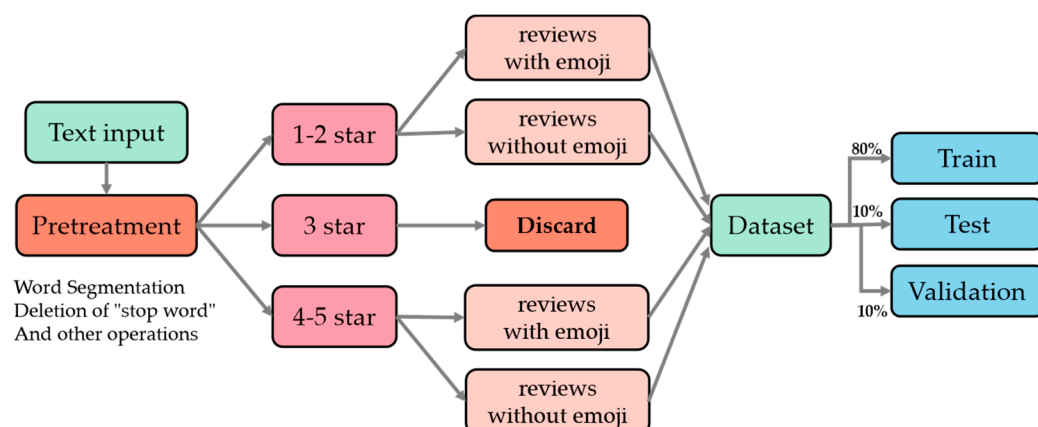 Text input
Pretreatment
Word Segmentation
Deletion of "stop word"
And other operations
1-2 star
3 star
4-5 star
reviews
with emoji
reviews
without emoji
Discard
reviews
with emoji
reviews
without emoji
Dataset
80%
Train
10%
Test
10%
Validation